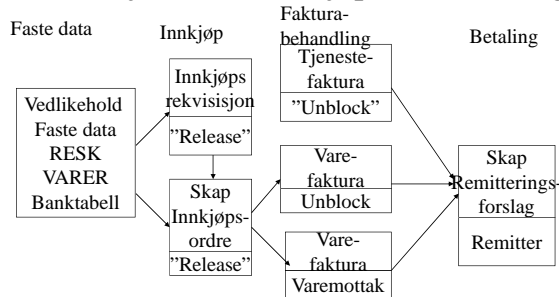 Faste data
Innkjøp
Faktura-
behandling
Betaling
Vedlikehold
Faste data
RESK
VARER
Banktabell
Innkjøps
rekvisisjon
”Release”
Skap
Innkjøps-
ordre
”Release”
Tjeneste-
faktura
”Unblock”
Vare-
faktura
Unblock
Vare-
faktura
Varemottak
Skap
Remitterings-
forslag
Remitter